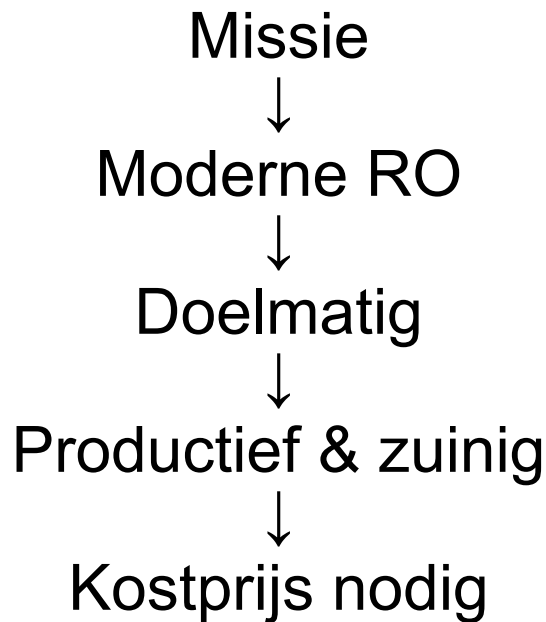 Missie
↓
Moderne RO
↓
Doelmatig
↓
Productief & zuinig
↓
Kostprijs nodig